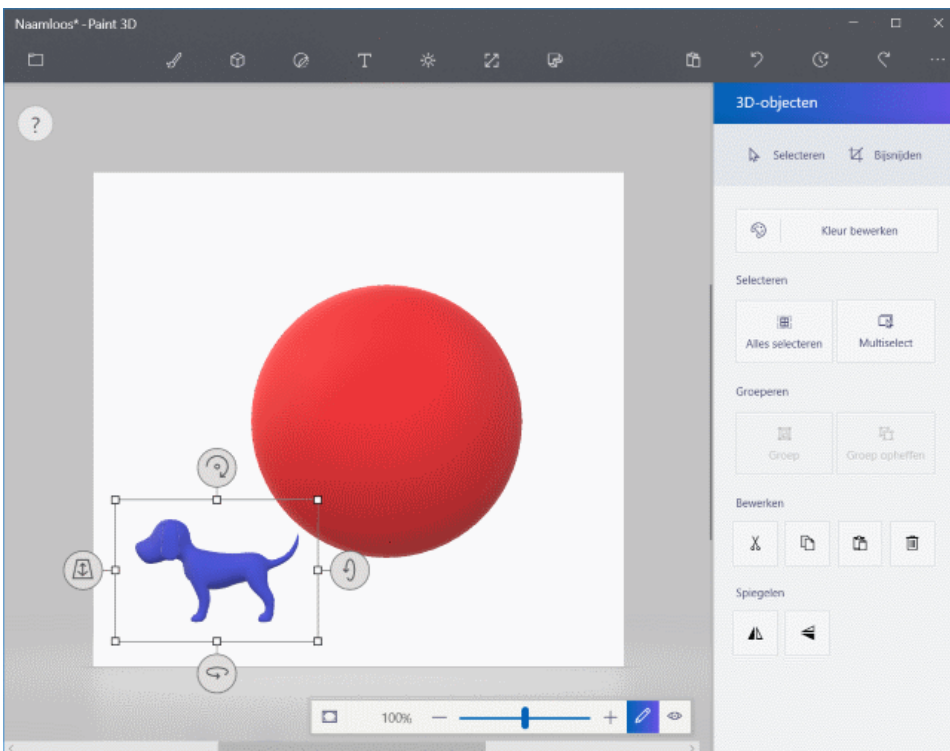 Naamloos* - Paint 3D
3D-objecten
?
Selecteren Bijsnijden
Kleur bewerken
Selecteren
Alles selecteren Multiselect
Groeperen
Groep Groep opheffen
Bewerken
Spiegelen
100%